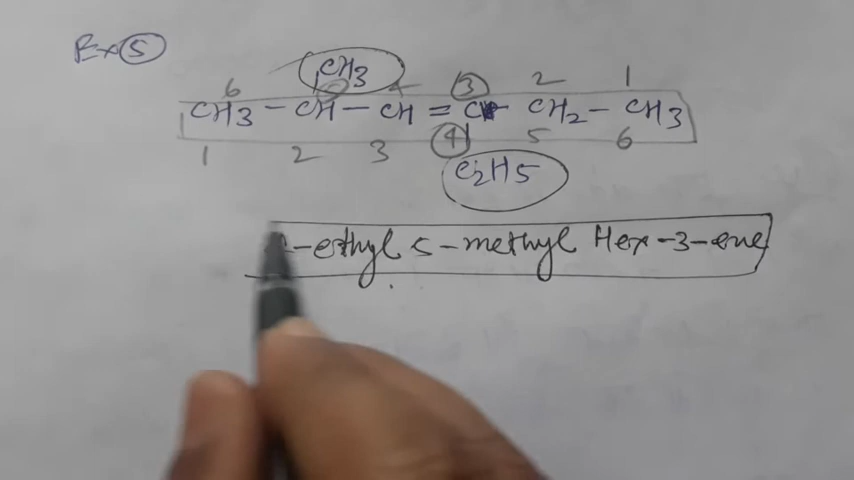 Ex 5
CH3
6 4 3 2 1
CH3 - CH - CH = C - CH2 - CH3
1 2 3 4 5 6
C2H5
-ethyl 5-methyl Hex-3-ene